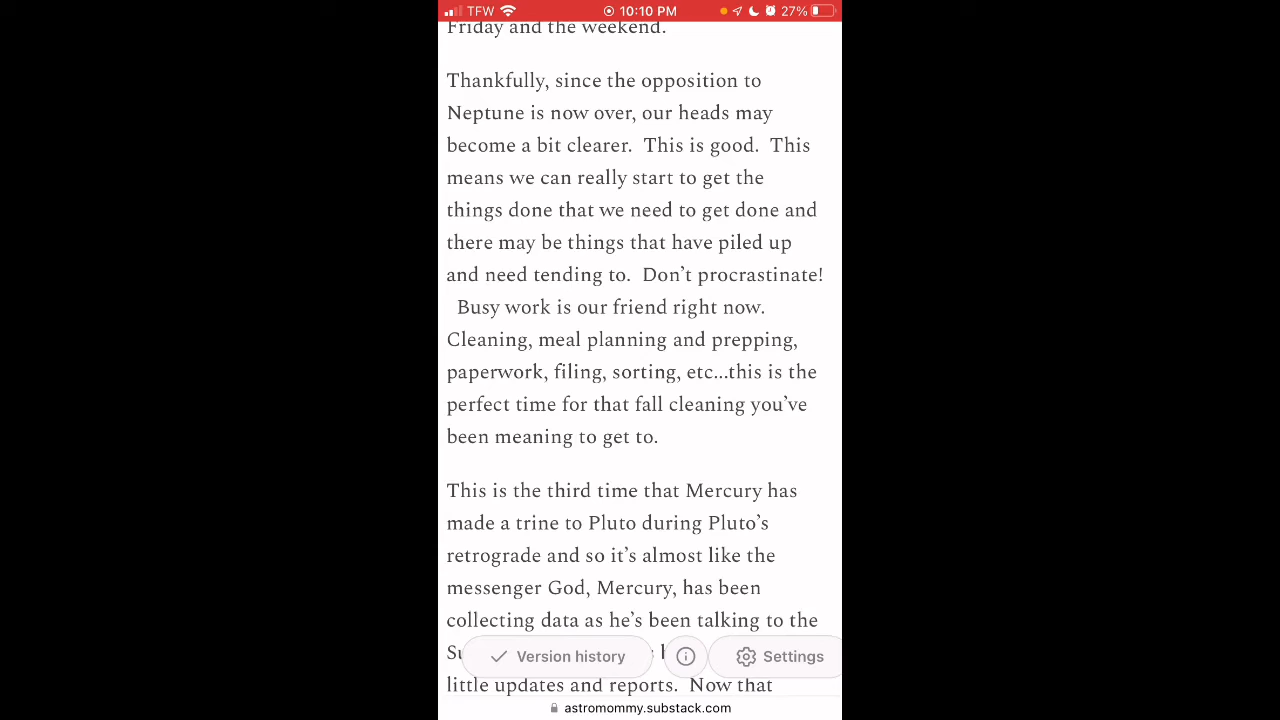 TFW 10:10 PM 27%
Friday and the weekend.
Thankfully, since the opposition to
Neptune is now over, our heads may
become a bit clearer.  This is good.  This
means we can really start to get the
things done that we need to get done and
there may be things that have piled up
and need tending to.  Don’t procrastinate!
Busy work is our friend right now.
Cleaning, meal planning and prepping,
paperwork, filing, sorting, etc...this is the
perfect time for that fall cleaning you’ve
been meaning to get to.
This is the third time that Mercury has
made a trine to Pluto during Pluto’s
retrograde and so it’s almost like the
messenger God, Mercury, has been
collecting data as he’s been talking to the
Version history Settings
little updates and reports.  Now that
astromommy.substack.com